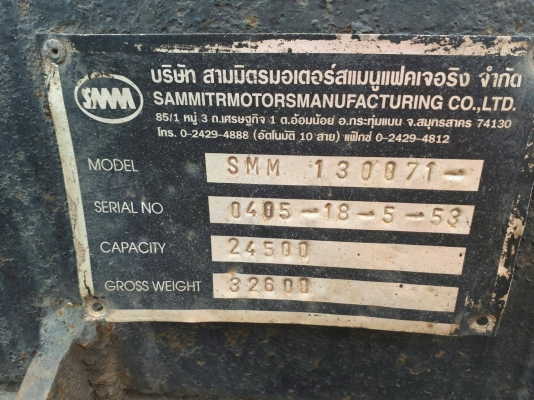 SMM
บริษัท สามมิตรมอเตอร์สแมนูแฟคเจอริง จำกัด
SAMMITRMOTORSMANUFACTURING CO.,LTD.
85/1 หมู่ 3 ถ.เศรษฐกิจ 1 ต.อ้อมน้อย อ.กระทุ่มแบน จ.สมุทรสาคร 74130
โทร. 0-2429-4888 (อัตโนมัติ 10 สาย) แฟ็กซ์ 0-2429-4812
MODEL SMM 130071-
SERIAL NO 0405-18-5-53
CAPACITY 24500
GROSS WEIGHT 32600